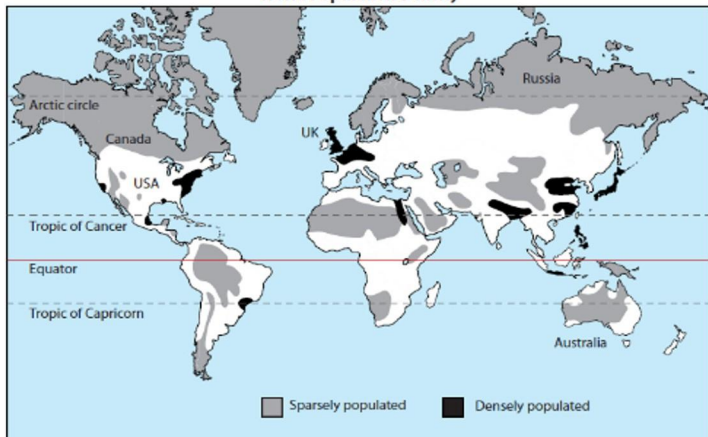 Arctic circle
Canada
USA
UK
Russia
Tropic of Cancer
Equator
Tropic of Capricorn
Australia
Sparsely populated
Densely populated